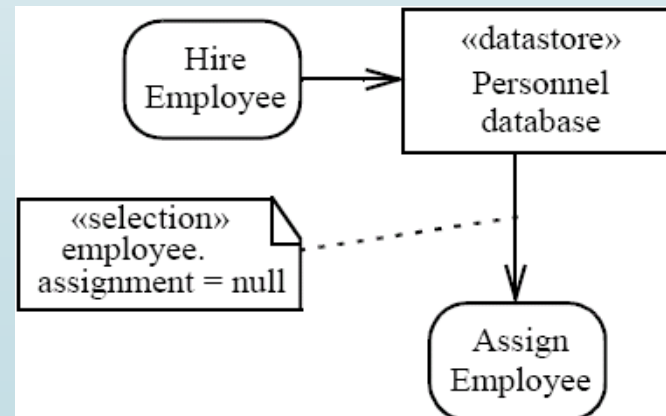 Hire
Employee
«datastore»
Personnel
database
«selection»
employee.
assignment = null
Assign
Employee